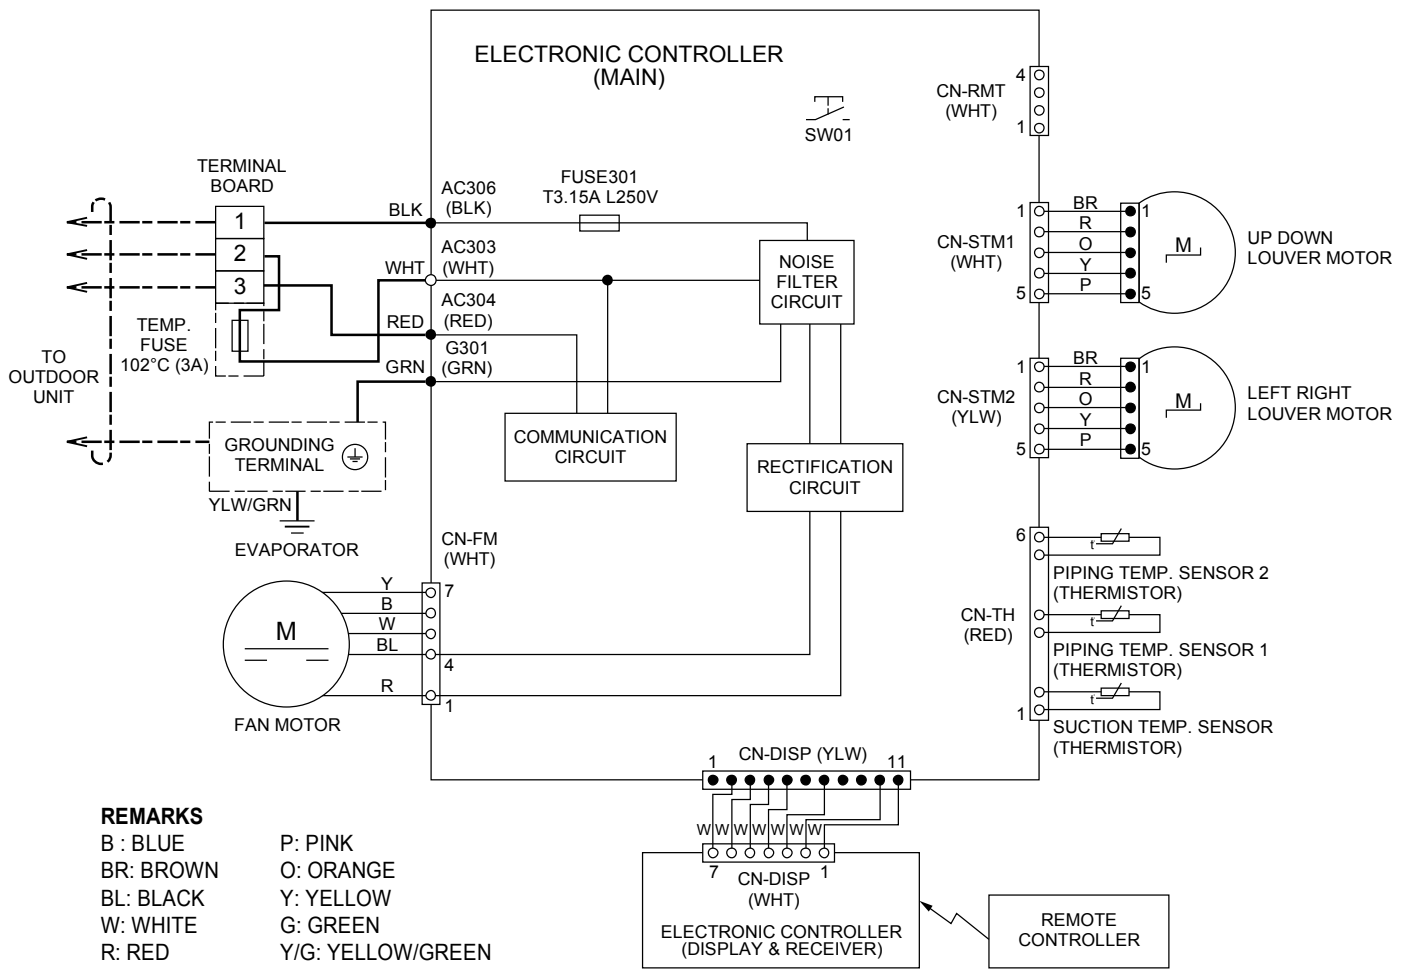 ELECTRONIC CONTROLLER
(MAIN)
SW01
CN-RMT
(WHT)
4
1
TERMINAL
BOARD
1
2
3
TEMP.
FUSE
102°C (3A)
TO
OUTDOOR
UNIT
BLK
AC306
(BLK)
FUSE301
T3.15A L250V
WHT
AC303
(WHT)
RED
AC304
(RED)
GRN
G301
(GRN)
NOISE
FILTER
CIRCUIT
COMMUNICATION
CIRCUIT
RECTIFICATION
CIRCUIT
GROUNDING
TERMINAL
YLW/GRN
EVAPORATOR
CN-STM1
(WHT)
1
5
BR
R
O
Y
P
1
5
M
UP DOWN
LOUVER MOTOR
CN-STM2
(YLW)
1
5
BR
R
O
Y
P
1
5
M
LEFT RIGHT
LOUVER MOTOR
CN-FM
(WHT)
7
4
1
Y
B
W
BL
R
M
FAN MOTOR
CN-TH
(RED)
6
1
t
PIPING TEMP. SENSOR 2
(THERMISTOR)
t
PIPING TEMP. SENSOR 1
(THERMISTOR)
t
SUCTION TEMP. SENSOR
(THERMISTOR)
1 CN-DISP (YLW) 11
W W W W W W W
7 1
CN-DISP
(WHT)
ELECTRONIC CONTROLLER
(DISPLAY & RECEIVER)
REMOTE
CONTROLLER
REMARKS
B : BLUE P: PINK
BR: BROWN O: ORANGE
BL: BLACK Y: YELLOW
W: WHITE G: GREEN
R: RED Y/G: YELLOW/GREEN